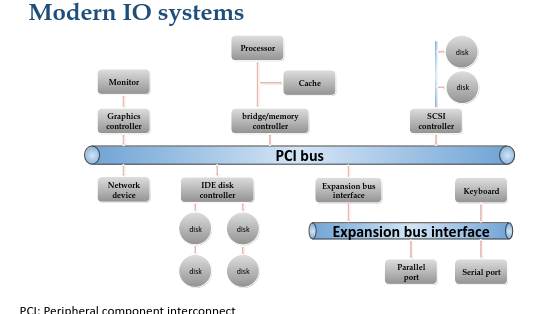 Modern IO systems
Processor
disk
Monitor
Cache
disk
Graphics
controller
bridge/memory
controller
SCSI
controller
PCI bus
Network
device
IDE disk
controller
Expansion bus
interface
Keyboard
disk
disk
Expansion bus interface
disk
disk
Parallel
port
Serial port
PCI: Peripheral component interconnect